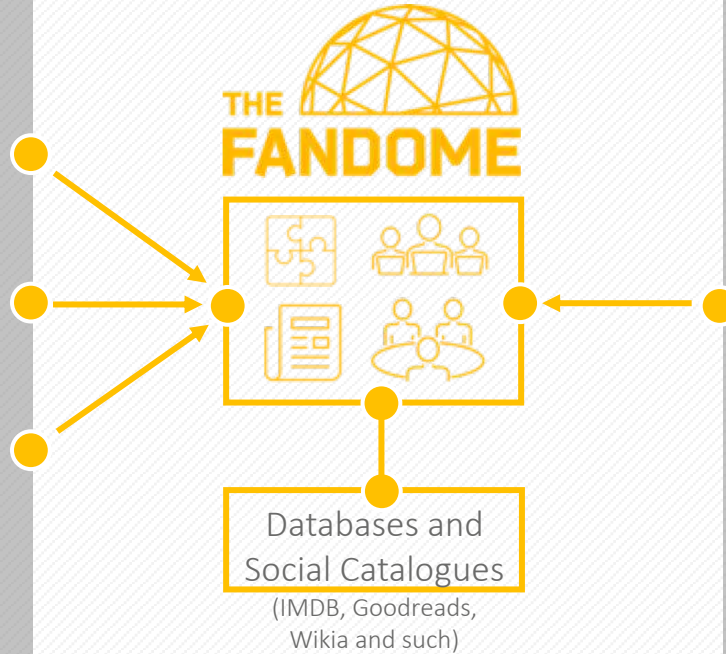 THE
FANDOME
Databases and
Social Catalogues
(IMDB, Goodreads,
Wikia and such)